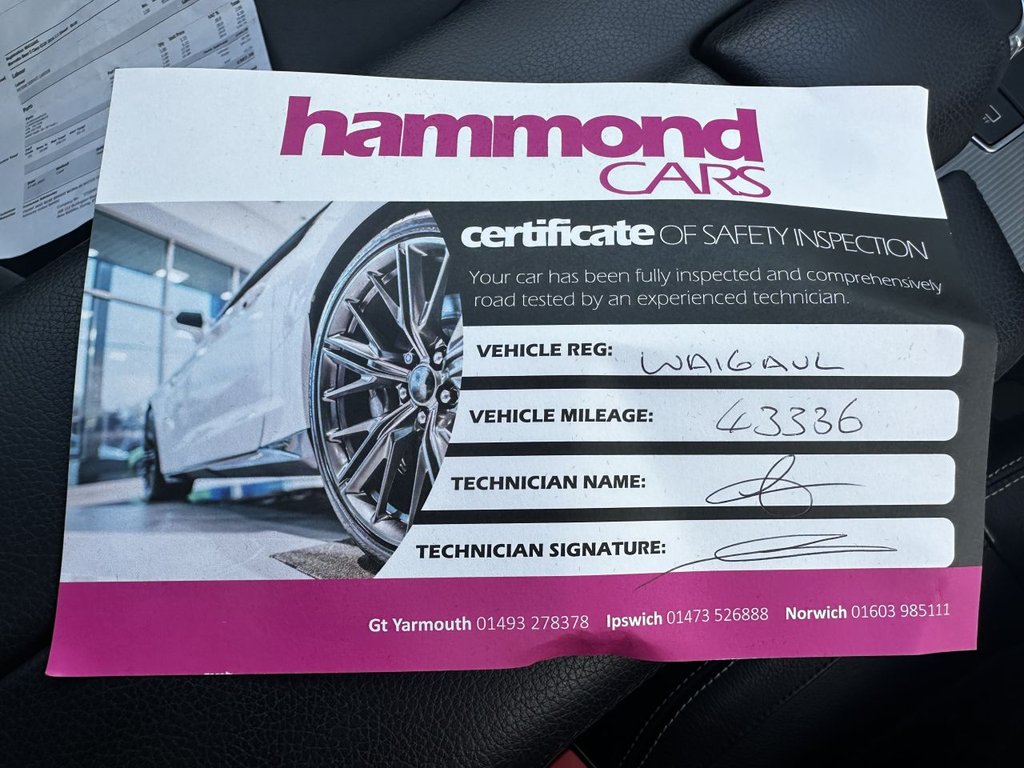 hammond
CARS
certificate OF SAFETY INSPECTION
Your car has been fully inspected and comprehensively
road tested by an experienced technician.
VEHICLE REG: WA16AUL
VEHICLE MILEAGE: 43336
TECHNICIAN NAME:
TECHNICIAN SIGNATURE:
Gt Yarmouth 01493 278378 Ipswich 01473 526888 Norwich 01603 985111